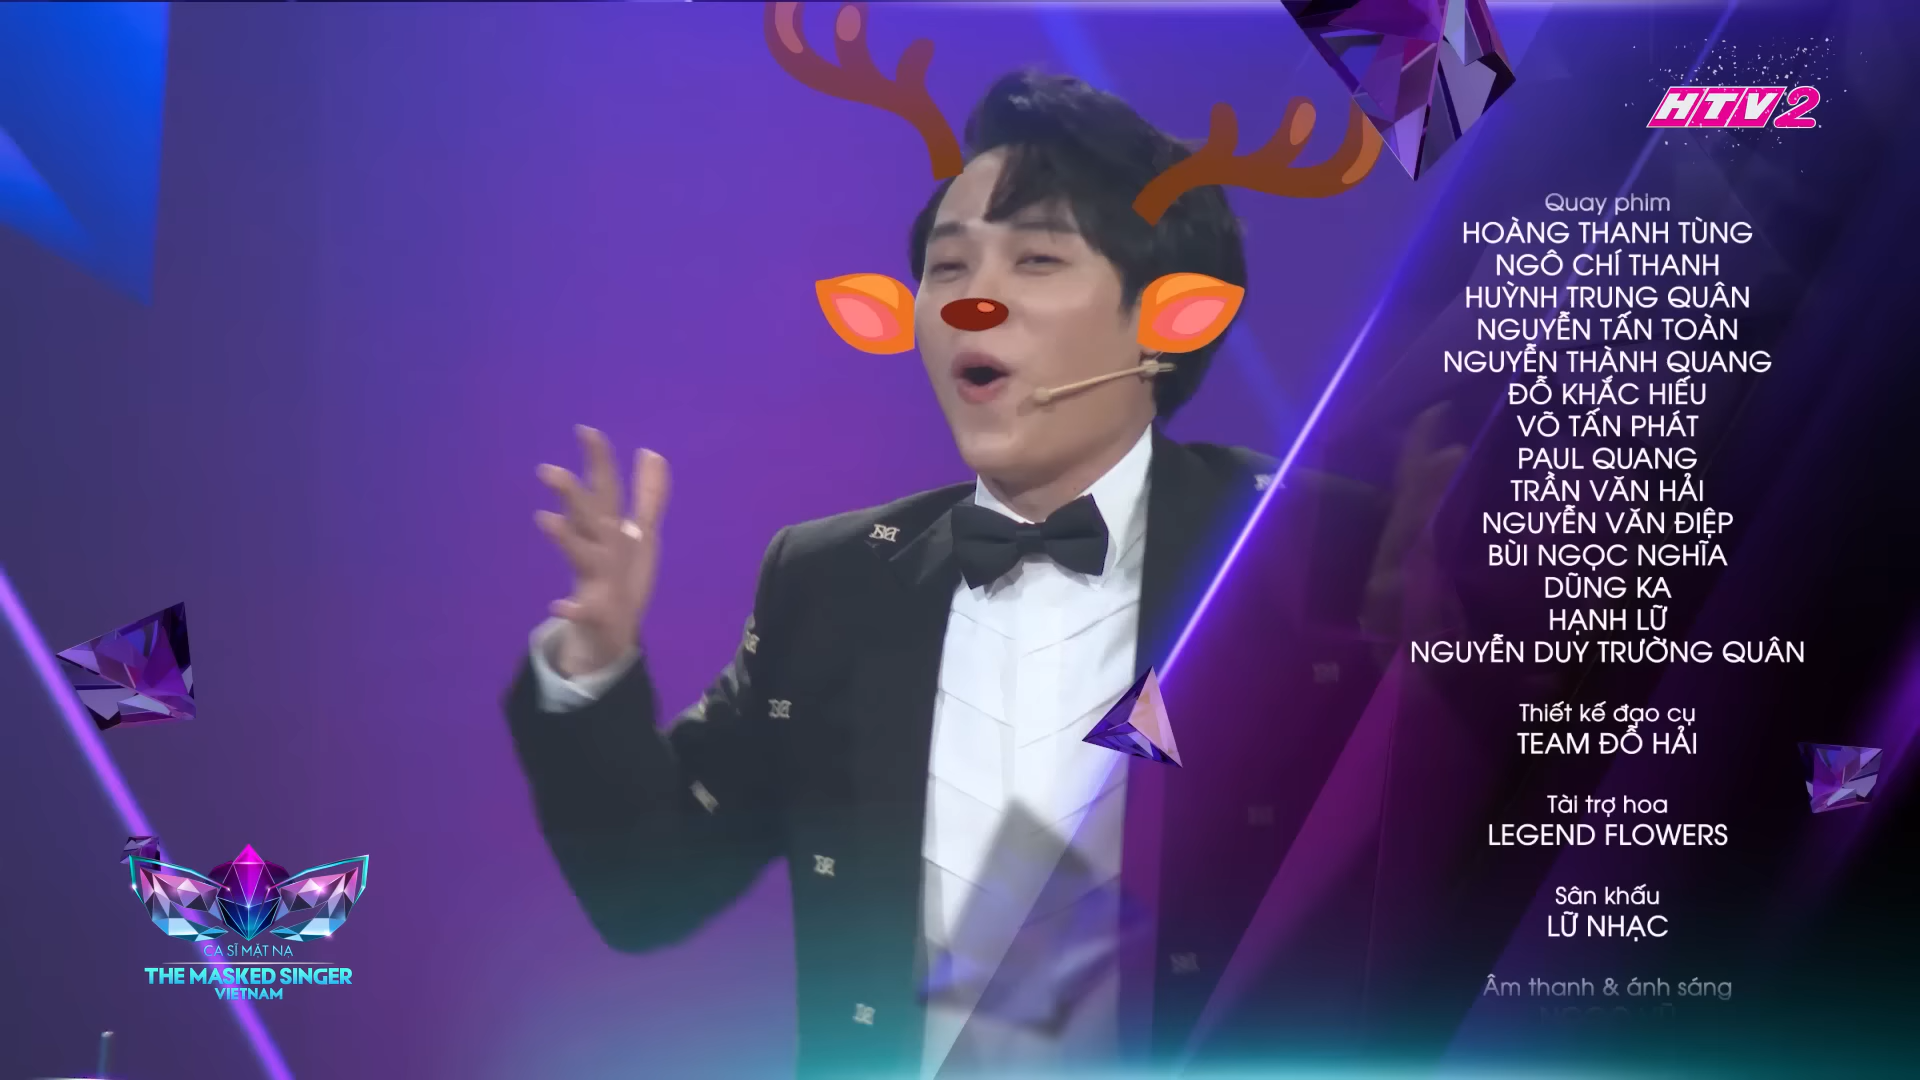 HTV2
Quay phim
HOÀNG THANH TÙNG
NGÔ CHÍ THANH
HUỲNH TRUNG QUÂN
NGUYỄN TẤN TOÀN
NGUYỄN THÀNH QUANG
ĐỖ KHẮC HIẾU
VÕ TẤN PHÁT
PAUL QUANG
TRẦN VĂN HẢI
NGUYỄN VĂN ĐIỆP
BÙI NGỌC NGHĨA
DŨNG KA
HẠNH LỮ
NGUYỄN DUY TRƯỜNG QUÂN
Thiết kế đạo cụ
TEAM ĐỖ HẢI
Tài trợ hoa
LEGEND FLOWERS
Sân khấu
LỮ NHẠC
Âm thanh & ánh sáng
CA SĨ MẶT NẠ
THE MASKED SINGER
VIETNAM